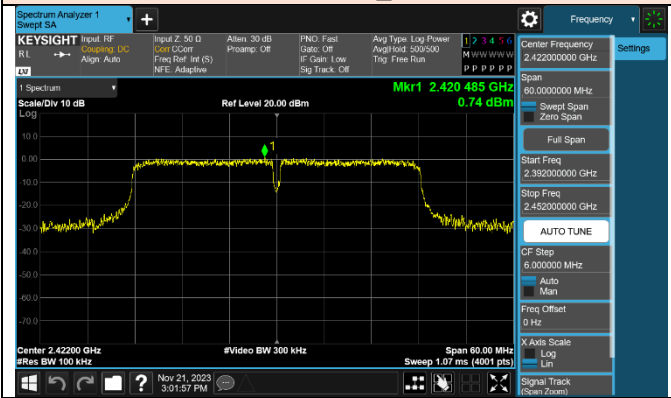 Spectrum Analyzer 1
Swept SA
+
Frequency
KEYSIGHT
RL
LXI
Input: RF
Coupling: DC
Align: Auto
Input Z: 50 Ω
Corr CCorr
Freq Ref: Int (S)
NFE: Adaptive
Atten: 30 dB
Preamp: Off
PNO: Fast
Gate: Off
IF Gain: Low
Sig Track: Off
Avg Type: Log-Power
Avg|Hold: 500/500
Trig: Free Run
1 2 3 4 5 6
M W W W W W
P P P P P P
1 Spectrum
Scale/Div 10 dB
Log
Ref Level 20.00 dBm
Mkr1 2.420 485 GHz
0.74 dBm
1
10.0
0.00
-10.0
-20.0
-30.0
-40.0
-50.0
-60.0
-70.0
Center 2.42200 GHz
#Res BW 100 kHz
#Video BW 300 kHz
Span 60.00 MHz
Sweep 1.07 ms (4001 pts)
Center Frequency
2.422000000 GHz
Span
60.0000000 MHz
Swept Span
Zero Span
Full Span
Start Freq
2.392000000 GHz
Stop Freq
2.452000000 GHz
AUTO TUNE
CF Step
6.000000 MHz
Auto
Man
Freq Offset
0 Hz
X Axis Scale
Log
Lin
Signal Track
(Span Zoom)
Settings
?
Nov 21, 2023
3:01:57 PM